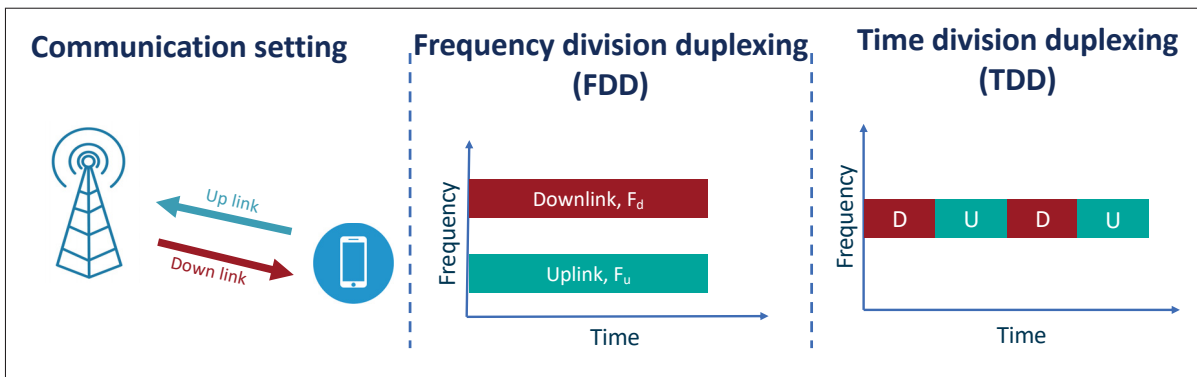 Communication setting
Up link
Down link
Frequency division duplexing
(FDD)
Frequency
Downlink, Fd
Uplink, Fu
Time
Time division duplexing
(TDD)
Frequency
D U D U
Time